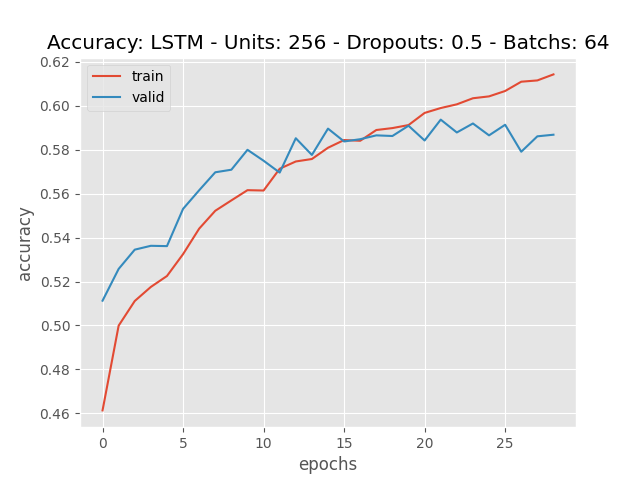 Accuracy: LSTM - Units: 256 - Dropouts: 0.5 - Batchs: 64
train
valid
0.62
0.60
0.58
0.56
0.54
0.52
0.50
0.48
0.46
accuracy
0 5 10 15 20 25
epochs